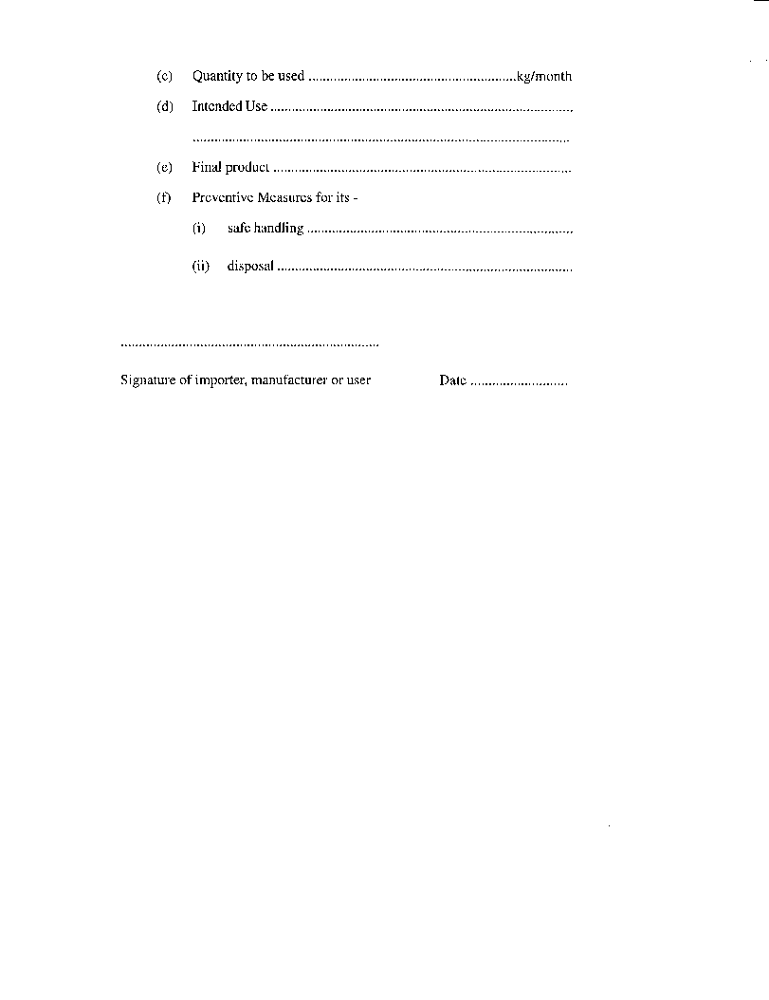 (c) Quantity to be used ..........................................................kg/month
(d) Intended Use .....................................................................................
..........................................................................................................
(e) Final product ....................................................................................
(f) Preventive Measures for its -
(i) safe handling ...........................................................................
(ii) disposal ...................................................................................
........................................................................
Signature of importer, manufacturer or user Date ...........................